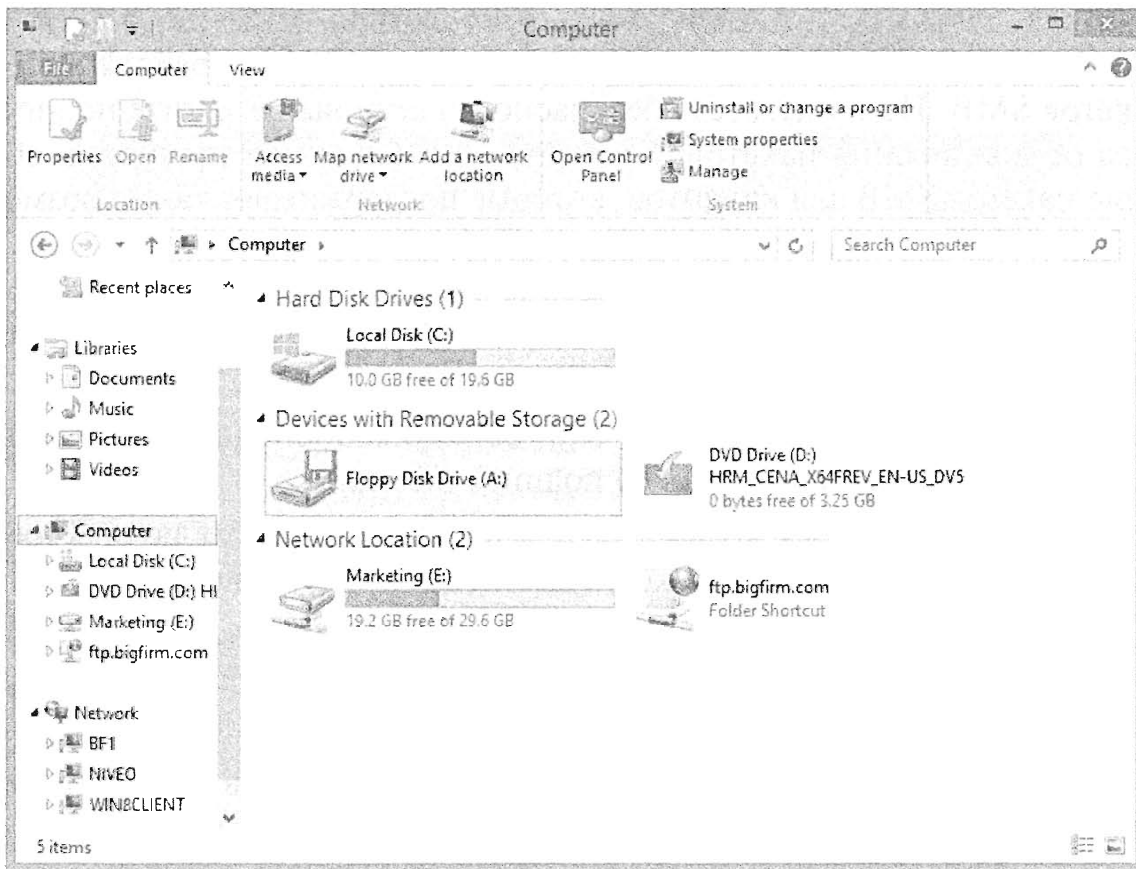 Computer
File Computer View
Properties Open Rename
Access media
Map network drive
Add a network location
Open Control Panel
Uninstall or change a program
System properties
Manage
Location Network System
Computer
Search Computer
Recent places
Libraries
Documents
Music
Pictures
Videos
Computer
Local Disk (C:)
DVD Drive (D:) H
Marketing (E:)
ftp.bigfirm.com
Network
BF1
NIVEO
WIN8CLIENT
Hard Disk Drives (1)
Local Disk (C:)
10.0 GB free of 19.6 GB
Devices with Removable Storage (2)
Floppy Disk Drive (A:)
DVD Drive (D:)
HRM_CENA_X64FREV_EN-US_DV5
0 bytes free of 3.25 GB
Network Location (2)
Marketing (E:)
19.2 GB free of 29.6 GB
ftp.bigfirm.com
Folder Shortcut
5 items